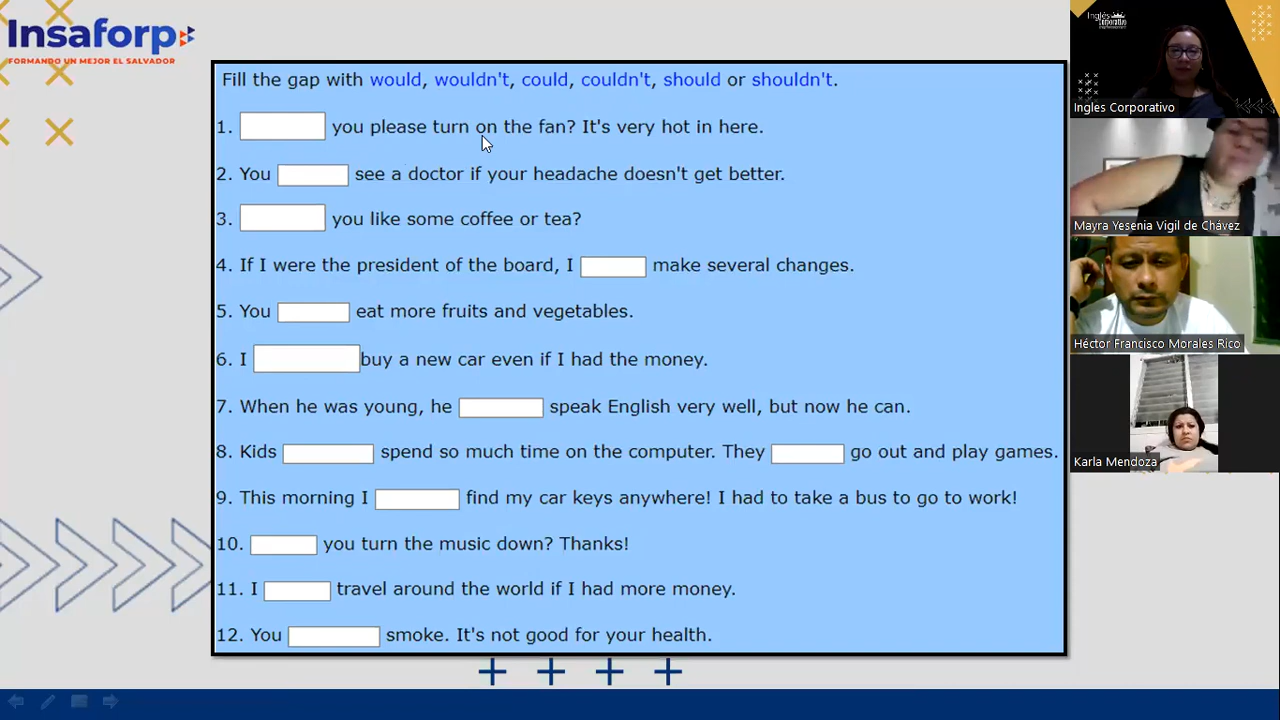 Insaforp
FORMANDO UN MEJOR EL SALVADOR
Fill the gap with would, wouldn't, could, couldn't, should or shouldn't.
1. you please turn on the fan? It's very hot in here.
2. You see a doctor if your headache doesn't get better.
3. you like some coffee or tea?
4. If I were the president of the board, I make several changes.
5. You eat more fruits and vegetables.
6. I buy a new car even if I had the money.
7. When he was young, he speak English very well, but now he can.
8. Kids spend so much time on the computer. They go out and play games.
9. This morning I find my car keys anywhere! I had to take a bus to go to work!
10. you turn the music down? Thanks!
11. I travel around the world if I had more money.
12. You smoke. It's not good for your health.
Inglés
Corporativo
Ingles Corporativo
Mayra Yesenia Vigil de Chávez
Héctor Francisco Morales Rico
Karla Mendoza